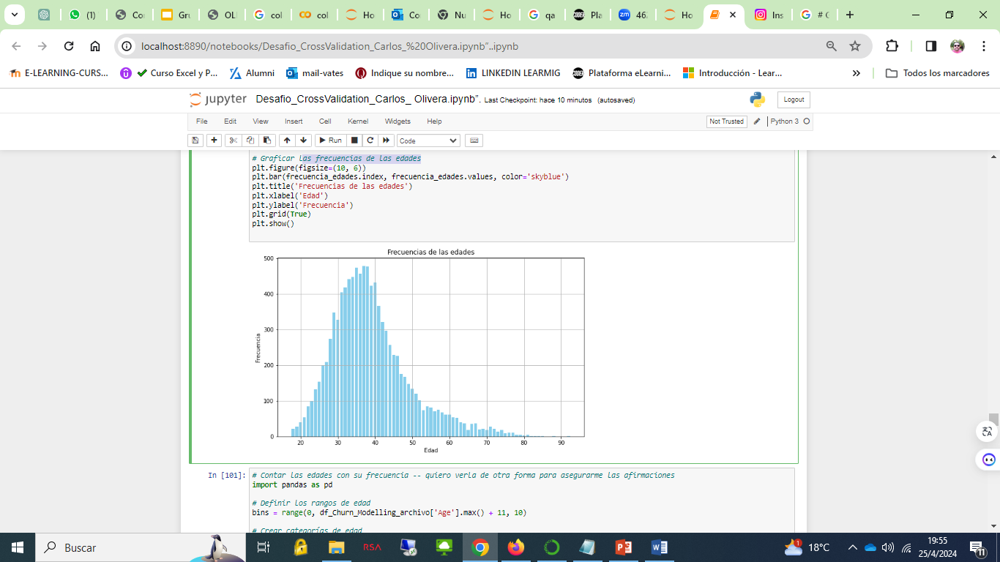 (1)
Co
Gru
OLI
col
col
Ho
Co
Nu
Ho
qa
Pla
46
Ho
Ins
# C
localhost:8890/notebooks/Desafio_CrossValidation_Carlos_%20Olivera.ipynb"..ipynb
E-LEARNING-CURS...
Curso Excel y P...
Alumni
mail-vates
Indique su nombre...
LINKEDIN LEARMIG
Plataforma eLearni...
Introducción - Lear...
Todos los marcadores
jupyter
Desafio_CrossValidation_Carlos_ Olivera.ipynb". Last Checkpoint: hace 10 minutos (autosaved)
Logout
File Edit View Insert Cell Kernel Widgets Help
Not Trusted
Python 3
Run
Code
# Graficar las frecuencias de las edades
plt.figure(figsize=(10, 6))
plt.bar(frecuencia_edades.index, frecuencia_edades.values, color='skyblue')
plt.title('Frecuencias de las edades')
plt.xlabel('Edad')
plt.ylabel('Frecuencia')
plt.grid(True)
plt.show()
Frecuencias de las edades
500
400
300
200
100
0
Frecuencia
20 30 40 50 60 70 80 90
Edad
In [101]:
# Contar las edades con su frecuencia -- quiero verla de otra forma para asegurarme las afirmaciones
import pandas as pd
# Definir los rangos de edad
bins = range(0, df_Churn_Modelling_archivo['Age'].max() + 11, 10)
# Crear categorías de edad
Buscar
RSA
1
18°C
19:55
25/4/2024
11